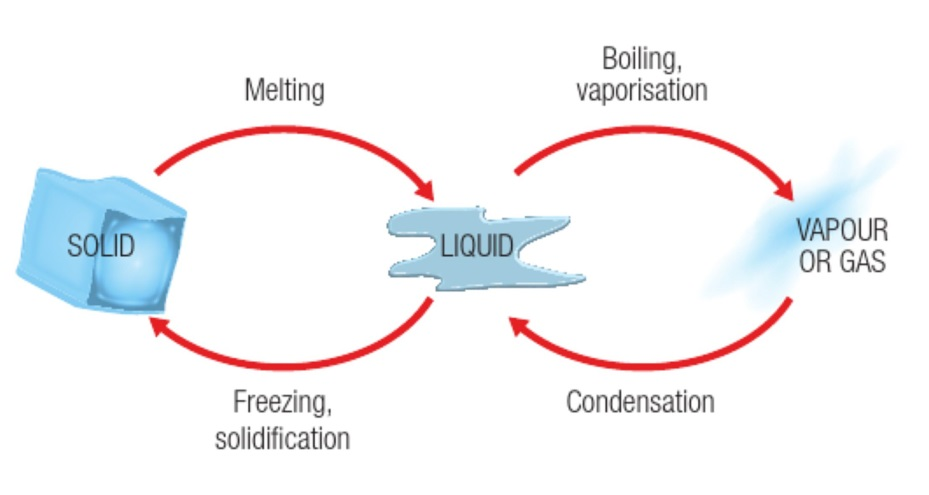 Melting
Boiling,
vaporisation
SOLID
LIQUID
VAPOUR
OR GAS
Freezing,
solidification
Condensation